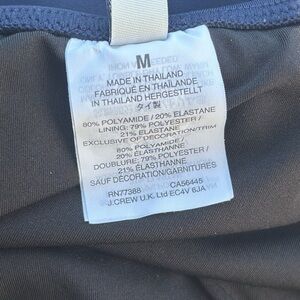 M
MADE IN THAILAND
FABRIQUÉ EN THAÏLANDE
IN THAILAND HERGESTELLT
タイ製
80% POLYAMIDE / 20% ELASTANE
LINING: 79% POLYESTER /
21% ELASTANE
EXCLUSIVE OF DECORATION/TRIM
80% POLYAMIDE /
20% ÉLASTHANNE
DOUBLURE: 79% POLYESTER /
21% ÉLASTHANNE
SAUF DÉCORATION/GARNITURES
RN77388 CA56445
J.CREW U.K. Ltd EC4V 6JA